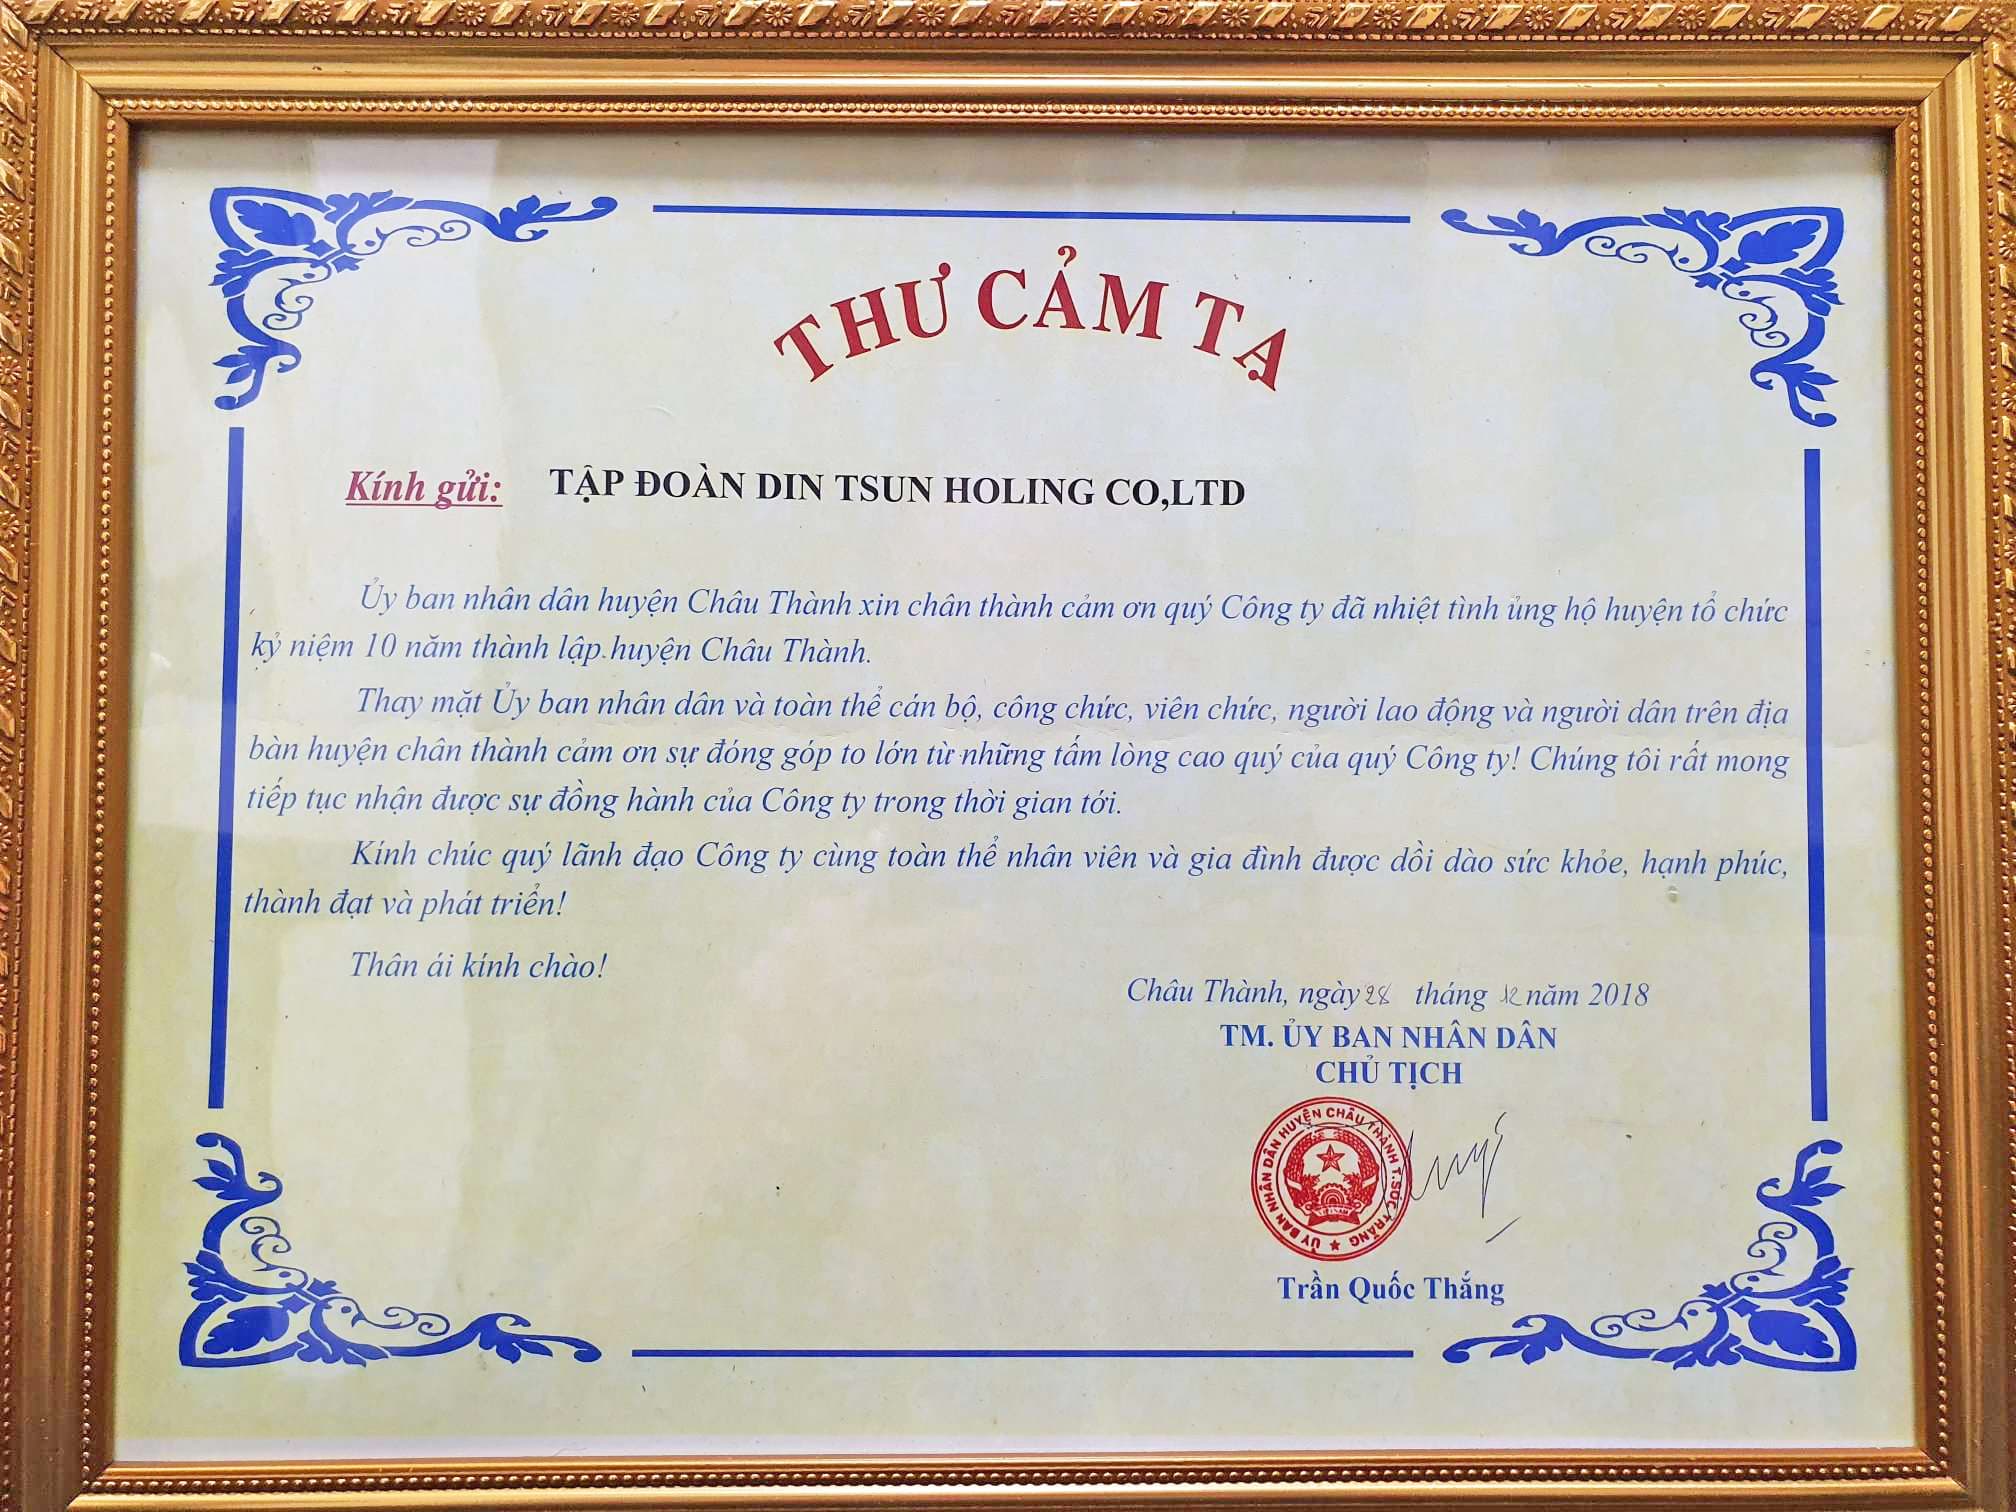 THƯ CẢM TẠ
Kính gửi: TẬP ĐOÀN DIN TSUN HOLING CO,LTD
Ủy ban nhân dân huyện Châu Thành xin chân thành cảm ơn quý Công ty đã nhiệt tình ủng hộ huyện tổ chức
kỷ niệm 10 năm thành lập huyện Châu Thành.
Thay mặt Ủy ban nhân dân và toàn thể cán bộ, công chức, viên chức, người lao động và người dân trên địa
bàn huyện chân thành cảm ơn sự đóng góp to lớn từ những tấm lòng cao quý của quý Công ty! Chúng tôi rất mong
tiếp tục nhận được sự đồng hành của Công ty trong thời gian tới.
Kính chúc quý lãnh đạo Công ty cùng toàn thể nhân viên và gia đình được dồi dào sức khỏe, hạnh phúc,
thành đạt và phát triển!
Thân ái kính chào!
Châu Thành, ngày 28 tháng 12 năm 2018
TM. ỦY BAN NHÂN DÂN
CHỦ TỊCH
ỦY BAN NHÂN DÂN HUYỆN CHÂU THÀNH T.SÓC TRĂNG
VIỆT NAM
Trần Quốc Thắng